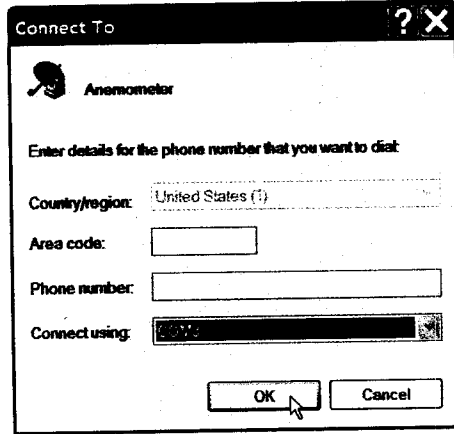 Connect To
Anemometer
Enter details for the phone number that you want to dial:
Country/region: United States (1)
Area code:
Phone number:
Connect using:
OK Cancel